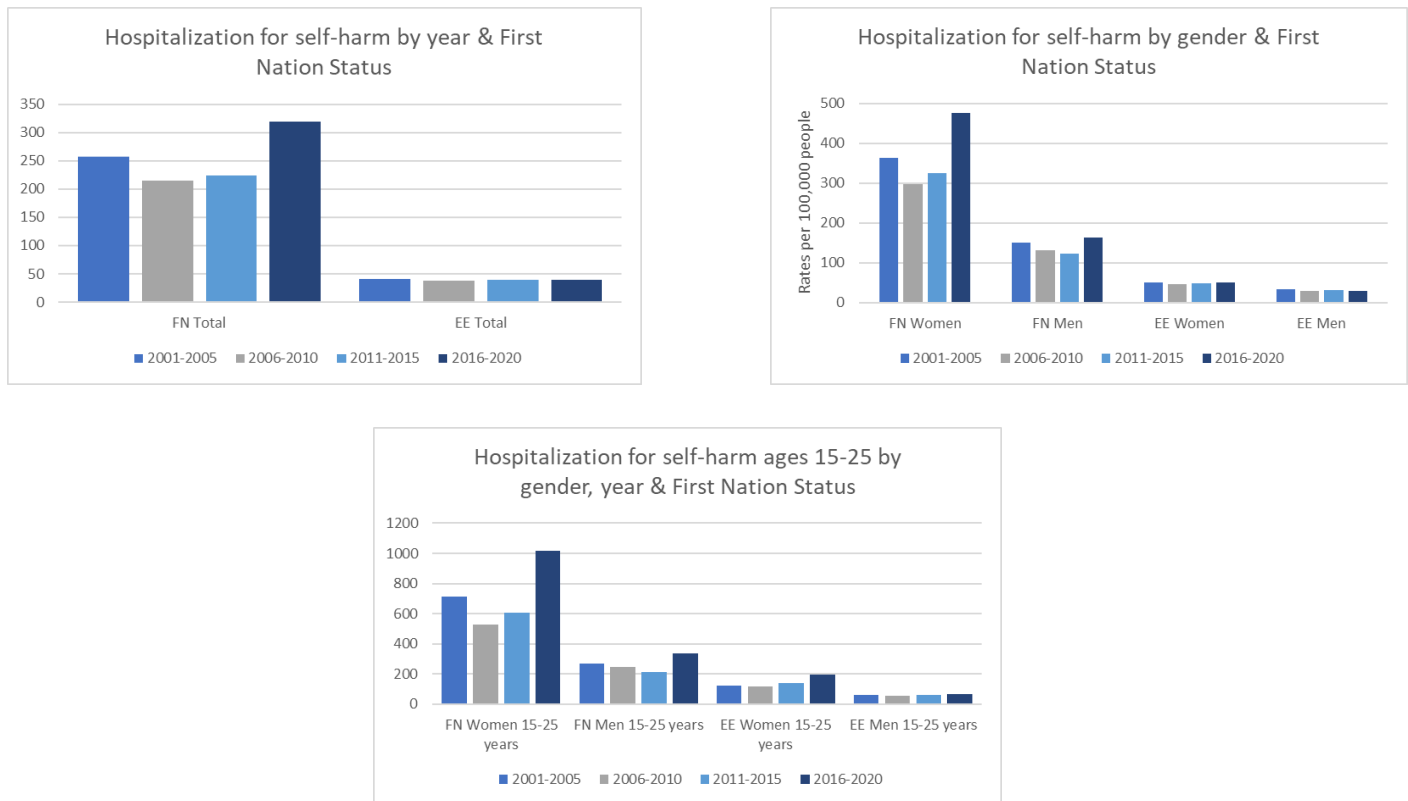 Hospitalization for self-harm by year & First
Nation Status
350
300
250
200
150
100
50
0
FN Total EE Total
2001-2005 2006-2010 2011-2015 2016-2020
Hospitalization for self-harm by gender & First
Nation Status
Rates per 100,000 people
500
400
300
200
100
0
FN Women FN Men EE Women EE Men
2001-2005 2006-2010 2011-2015 2016-2020
Hospitalization for self-harm ages 15-25 by
gender, year & First Nation Status
1200
1000
800
600
400
200
0
FN Women 15-25 FN Men 15-25 years EE Women 15-25 EE Men 15-25 years
years years
2001-2005 2006-2010 2011-2015 2016-2020